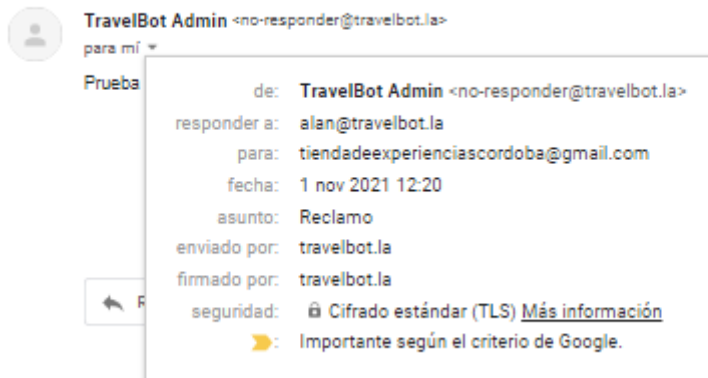 TravelBot Admin <no-responder@travelbot.la>
para mí
Prueba
de: TravelBot Admin <no-responder@travelbot.la>
responder a: alan@travelbot.la
para: tiendadeexperienciascordoba@gmail.com
fecha: 1 nov 2021 12:20
asunto: Reclamo
enviado por: travelbot.la
firmado por: travelbot.la
seguridad: Cifrado estándar (TLS) Más información
: Importante según el criterio de Google.